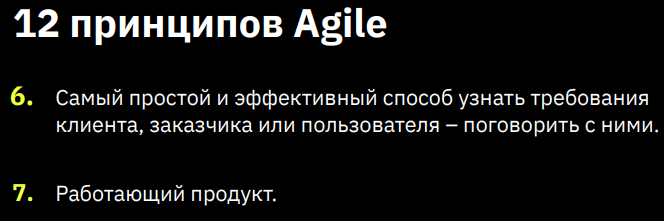 12 принципов Agile
6. Самый простой и эффективный способ узнать требования
клиента, заказчика или пользователя – поговорить с ними.
7. Работающий продукт.